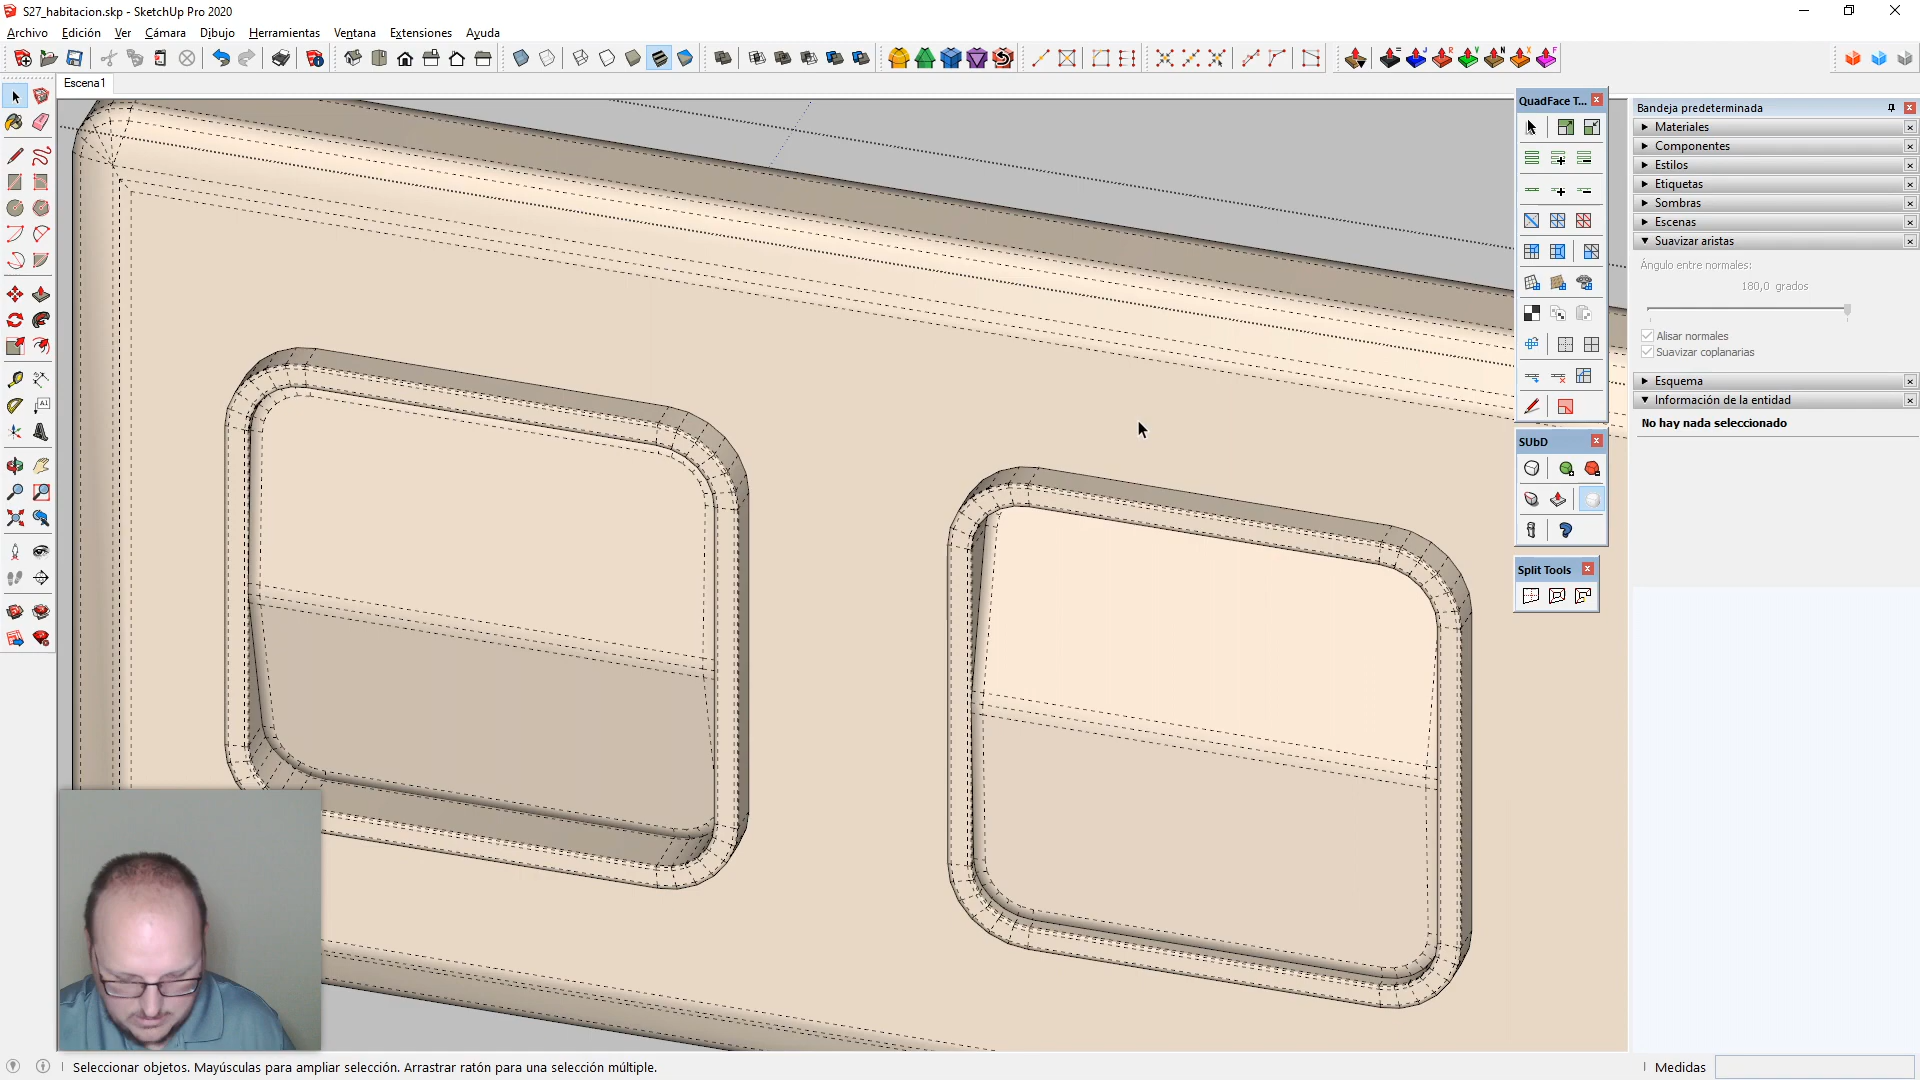 S27_habitacion.skp - SketchUp Pro 2020
Archivo Edición Ver Cámara Dibujo Herramientas Ventana Extensiones Ayuda
Escena1
QuadFace T...
SUbD
Split Tools
Bandeja predeterminada
Materiales
Componentes
Estilos
Etiquetas
Sombras
Escenas
Suavizar aristas
Ángulo entre normales:
180,0 grados
Alisar normales
Suavizar coplanarias
Esquema
Información de la entidad
No hay nada seleccionado
Seleccionar objetos. Mayúsculas para ampliar selección. Arrastrar ratón para una selección múltiple.
Medidas